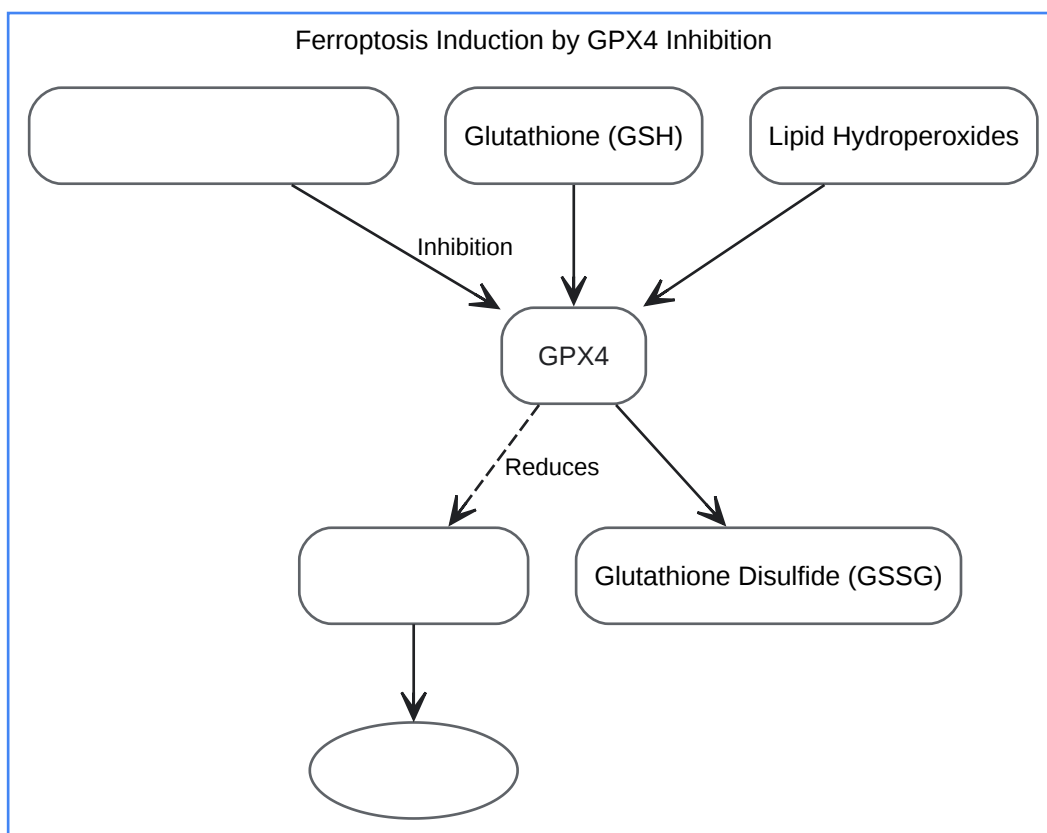 Ferroptosis Induction by GPX4 Inhibition
Glutathione (GSH)
Lipid Hydroperoxides
Inhibition
GPX4
Reduces
Glutathione Disulfide (GSSG)